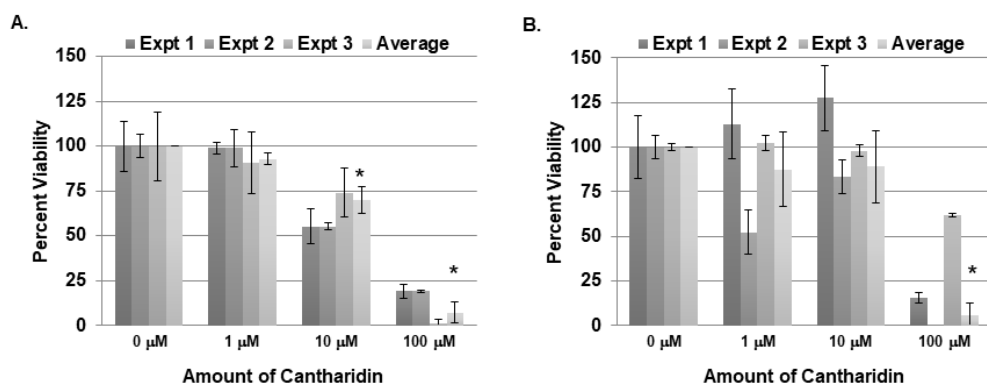 A.
Expt 1 Expt 2 Expt 3 Average
150
125
100
75
50
25
0
Percent Viability
*
*
0 μM 1 μM 10 μM 100 μM
Amount of Cantharidin
B.
Expt 1 Expt 2 Expt 3 Average
150
125
100
75
50
25
0
Percent Viability
*
0 μM 1 μM 10 μM 100 μM
Amount of Cantharidin